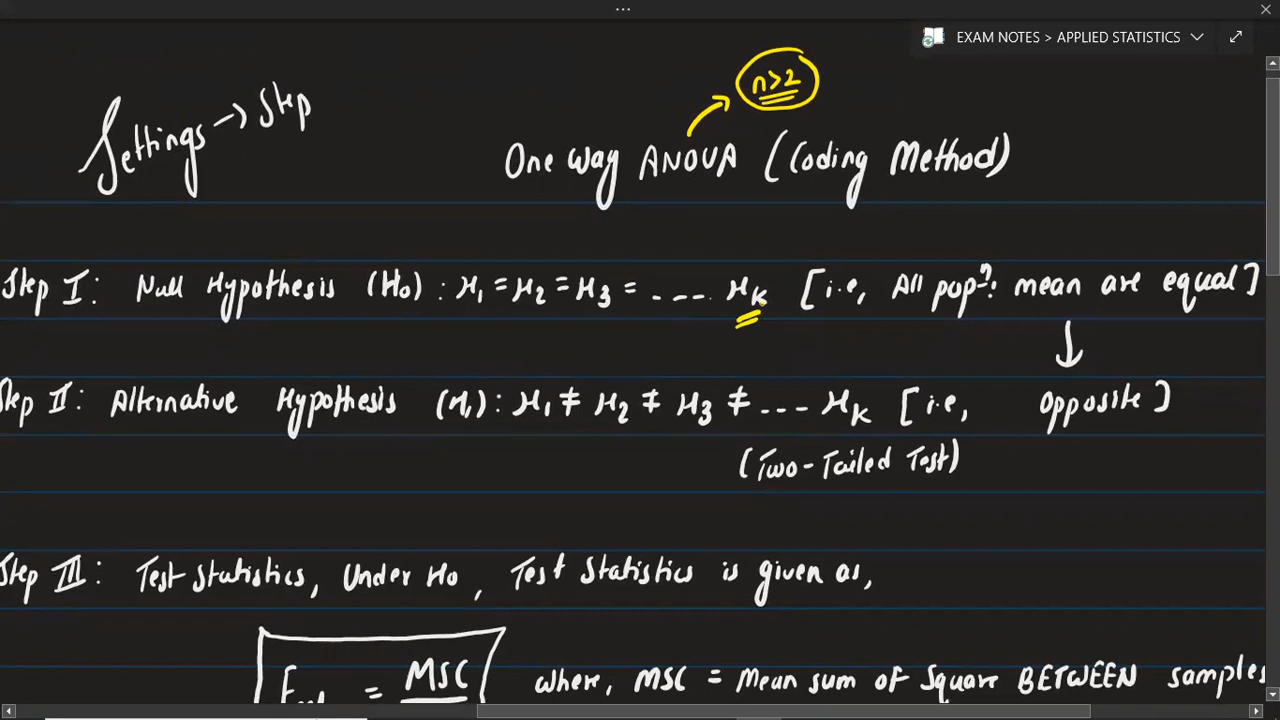 EXAM NOTES > APPLIED STATISTICS
n>2
Settings → Step
One Way ANOVA (Coding Method)
Step I: Null Hypothesis (H₀) : μ₁ = μ₂ = μ₃ = ..... μₖ [i.e, All popⁿ. mean are equal]
Step II: Alternative Hypothesis (H₁) : μ₁ ≠ μ₂ ≠ μ₃ ≠ ..... μₖ [i.e, opposite]
(Two-Tailed Test)
Step III: Test Statistics, Under H₀, Test Statistics is given as,
= MSC where, MSC = Mean sum of Square BETWEEN samples